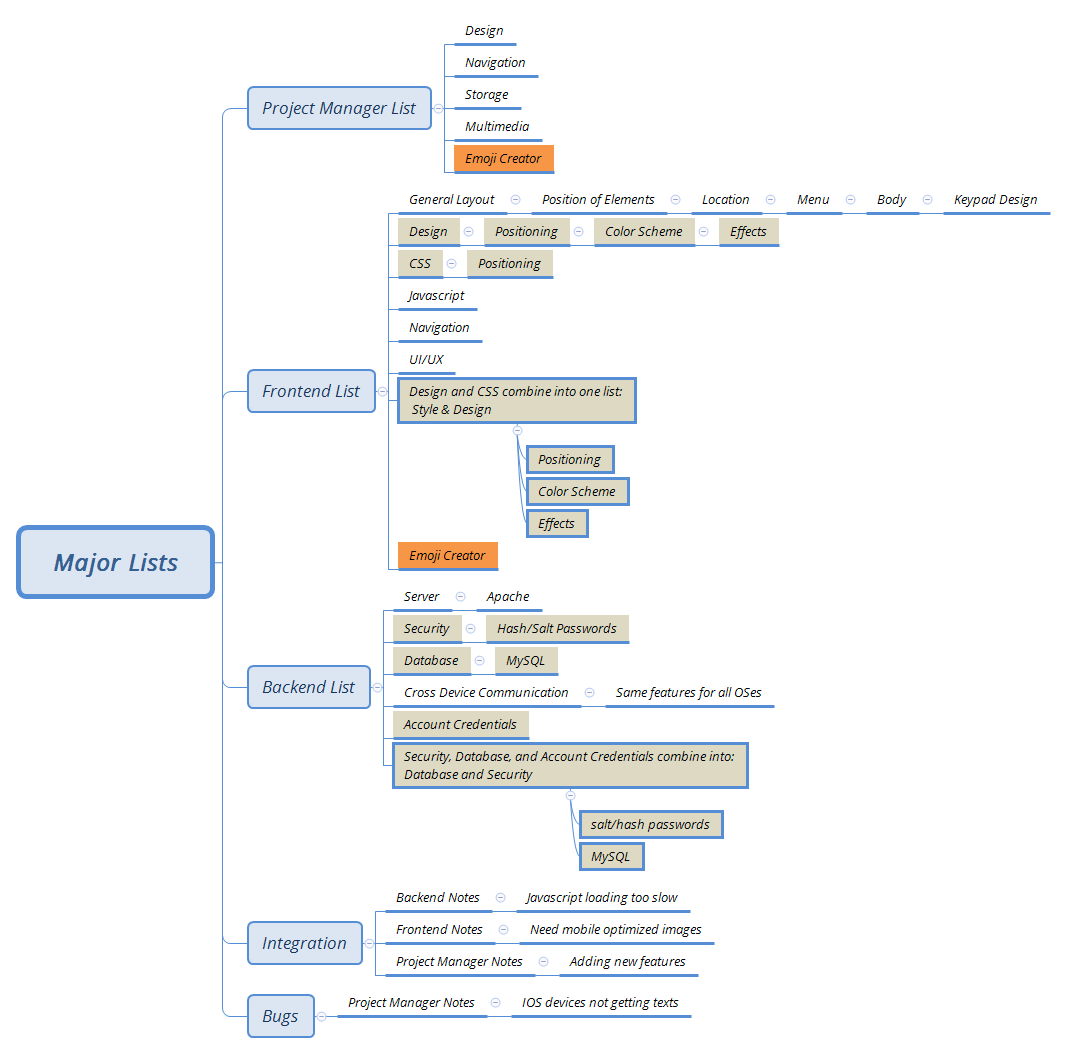 Major Lists
Project Manager List
Design
Navigation
Storage
Multimedia
Emoji Creator
Frontend List
General Layout
Position of Elements
Location
Menu
Body
Keypad Design
Design
Positioning
Color Scheme
Effects
CSS
Positioning
Javascript
Navigation
UI/UX
Design and CSS combine into one list:
Style & Design
Positioning
Color Scheme
Effects
Emoji Creator
Backend List
Server
Apache
Security
Hash/Salt Passwords
Database
MySQL
Cross Device Communication
Same features for all OSes
Account Credentials
Security, Database, and Account Credentials combine into:
Database and Security
salt/hash passwords
MySQL
Integration
Backend Notes
Javascript loading too slow
Frontend Notes
Need mobile optimized images
Project Manager Notes
Adding new features
Bugs
Project Manager Notes
IOS devices not getting texts